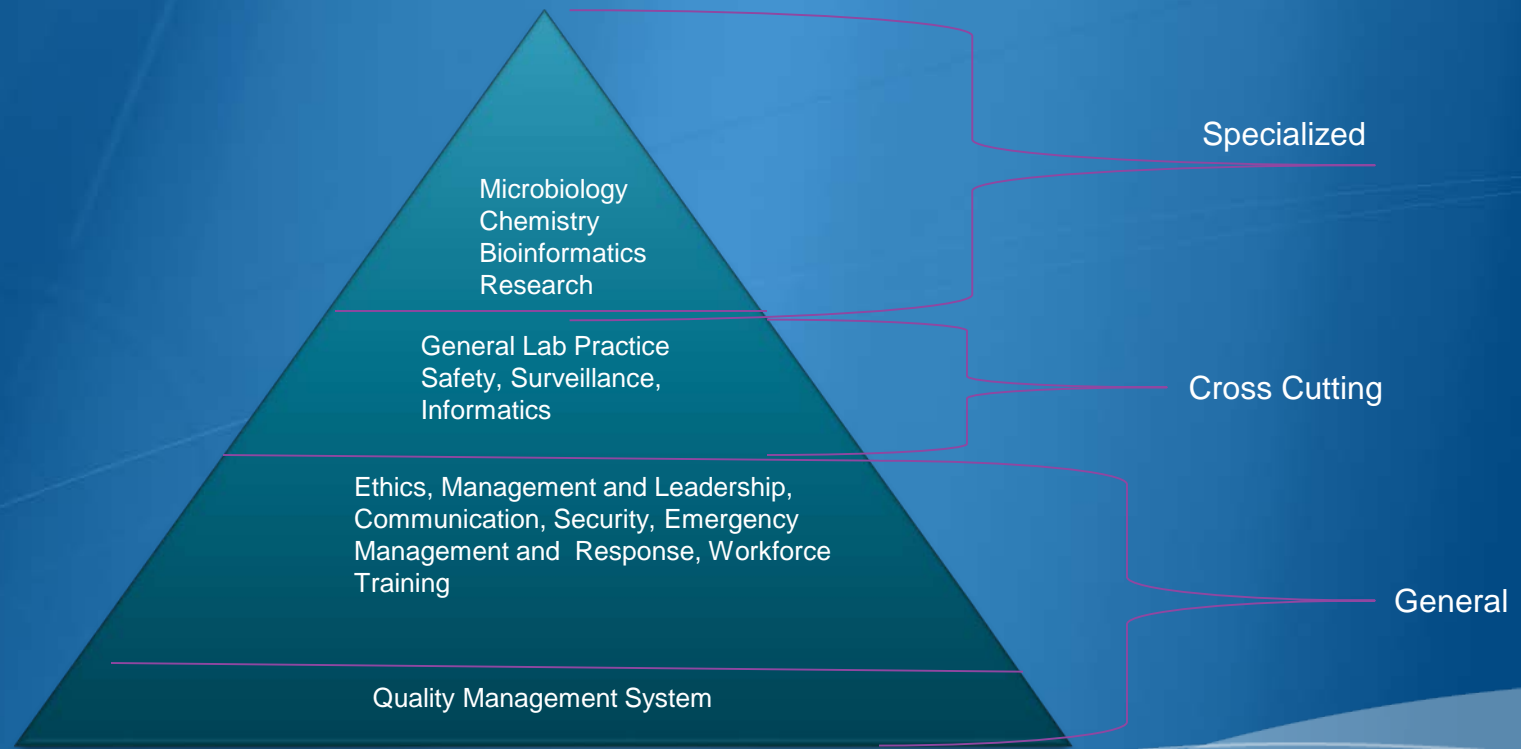 Specialized
Microbiology
Chemistry
Bioinformatics
Research
General Lab Practice
Safety, Surveillance,
Informatics
Cross Cutting
Ethics, Management and Leadership,
Communication, Security, Emergency
Management and  Response, Workforce
Training
General
Quality Management System